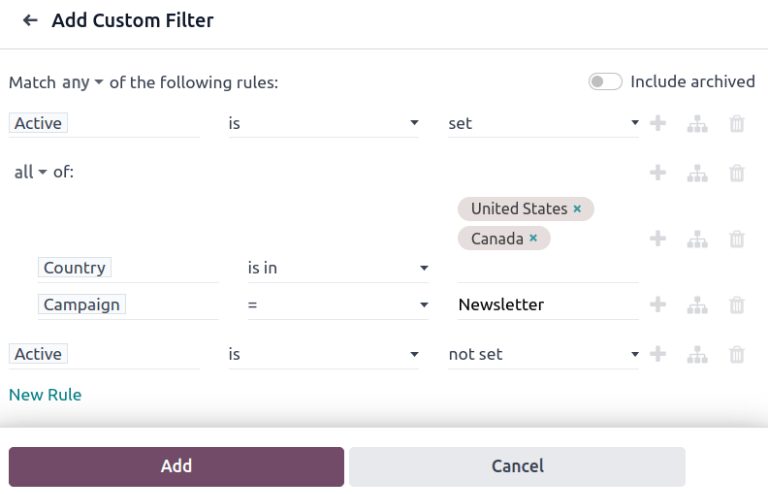 Add Custom Filter
Match any of the following rules:
Include archived
Active is set
all of:
United States ×
Canada ×
Country is in
Campaign = Newsletter
Active is not set
New Rule
Add Cancel